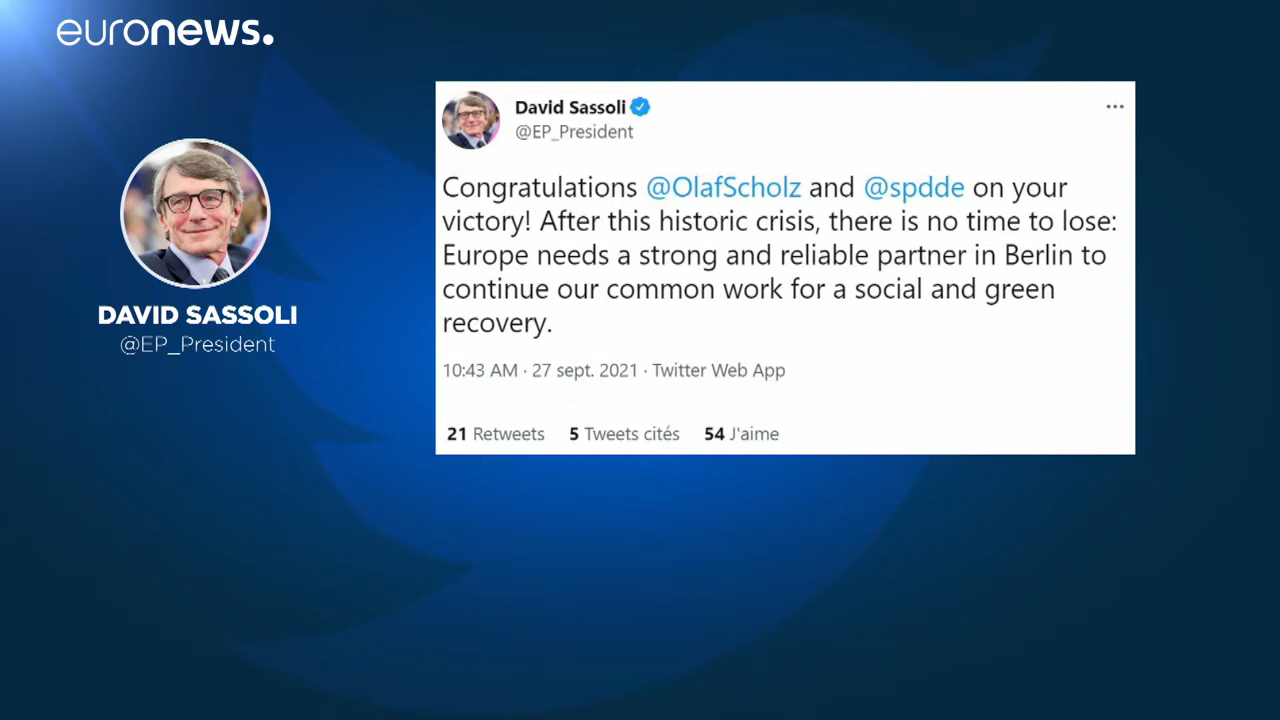 euronews.
DAVID SASSOLI
@EP_President
David Sassoli
@EP_President
Congratulations @OlafScholz and @spdde on your
victory! After this historic crisis, there is no time to lose:
Europe needs a strong and reliable partner in Berlin to
continue our common work for a social and green
recovery.
10:43 AM · 27 sept. 2021 · Twitter Web App
21 Retweets 5 Tweets cités 54 J'aime